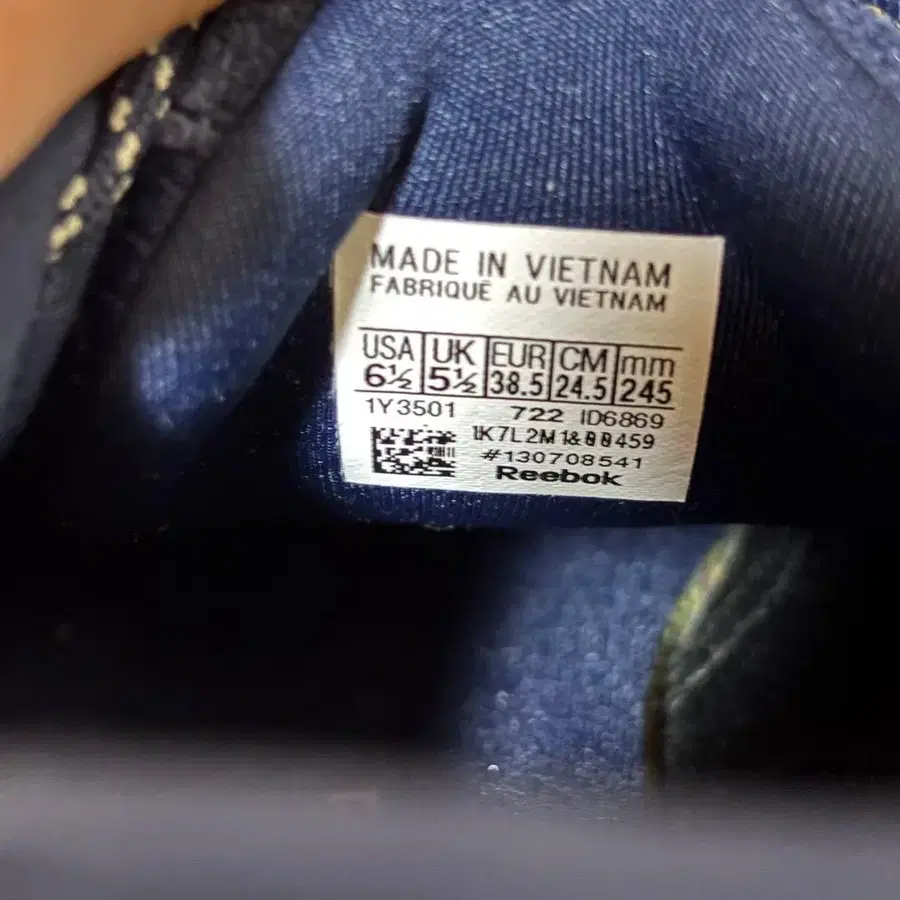 MADE IN VIETNAM
FABRIQUÉ AU VIETNAM
USA UK EUR CM mm
6½ 5½ 38.5 24.5 245
1Y3501 722 ID6869
#130708541
Reebok